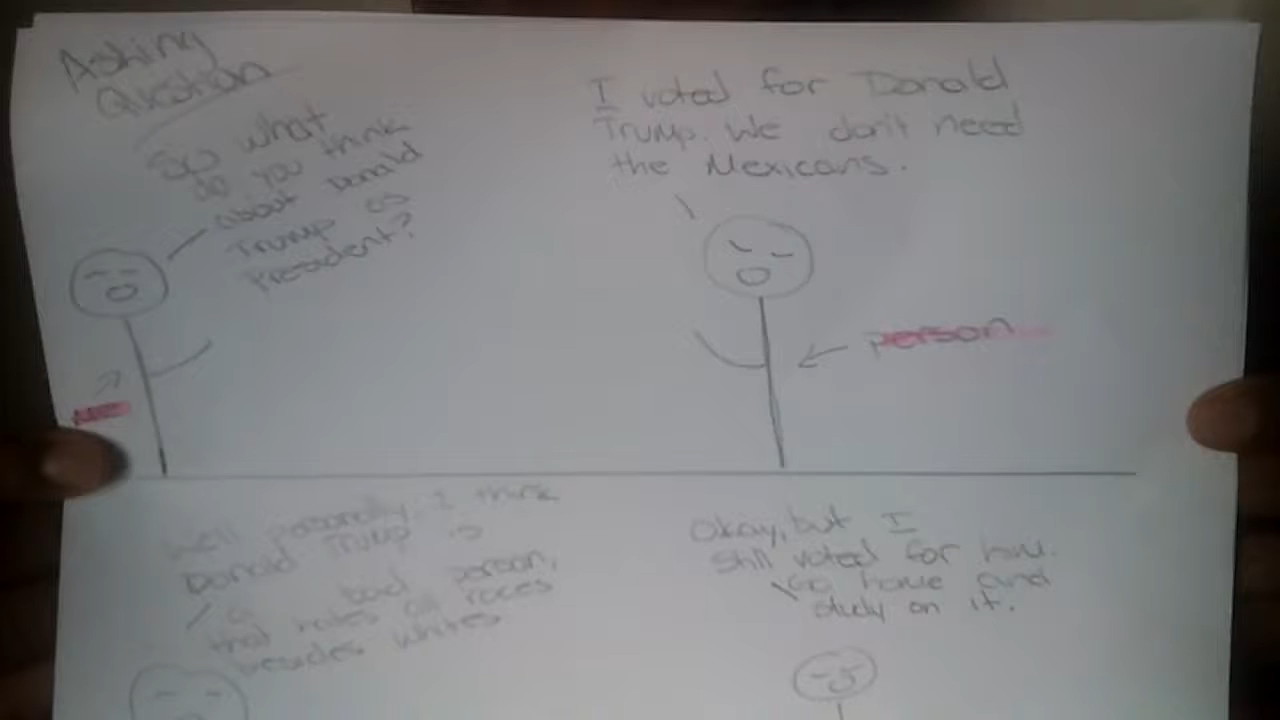 Asking
Question
So what
do you think
about Donald
Trump as
President?
I voted for Donald
Trump. We don't need
the Mexicans.
Me
person
Well personally I think
Donald Trump is
a bad person,
that hates all races
besides whites
Okay, but I
still voted for him.
Go home and
study on it.